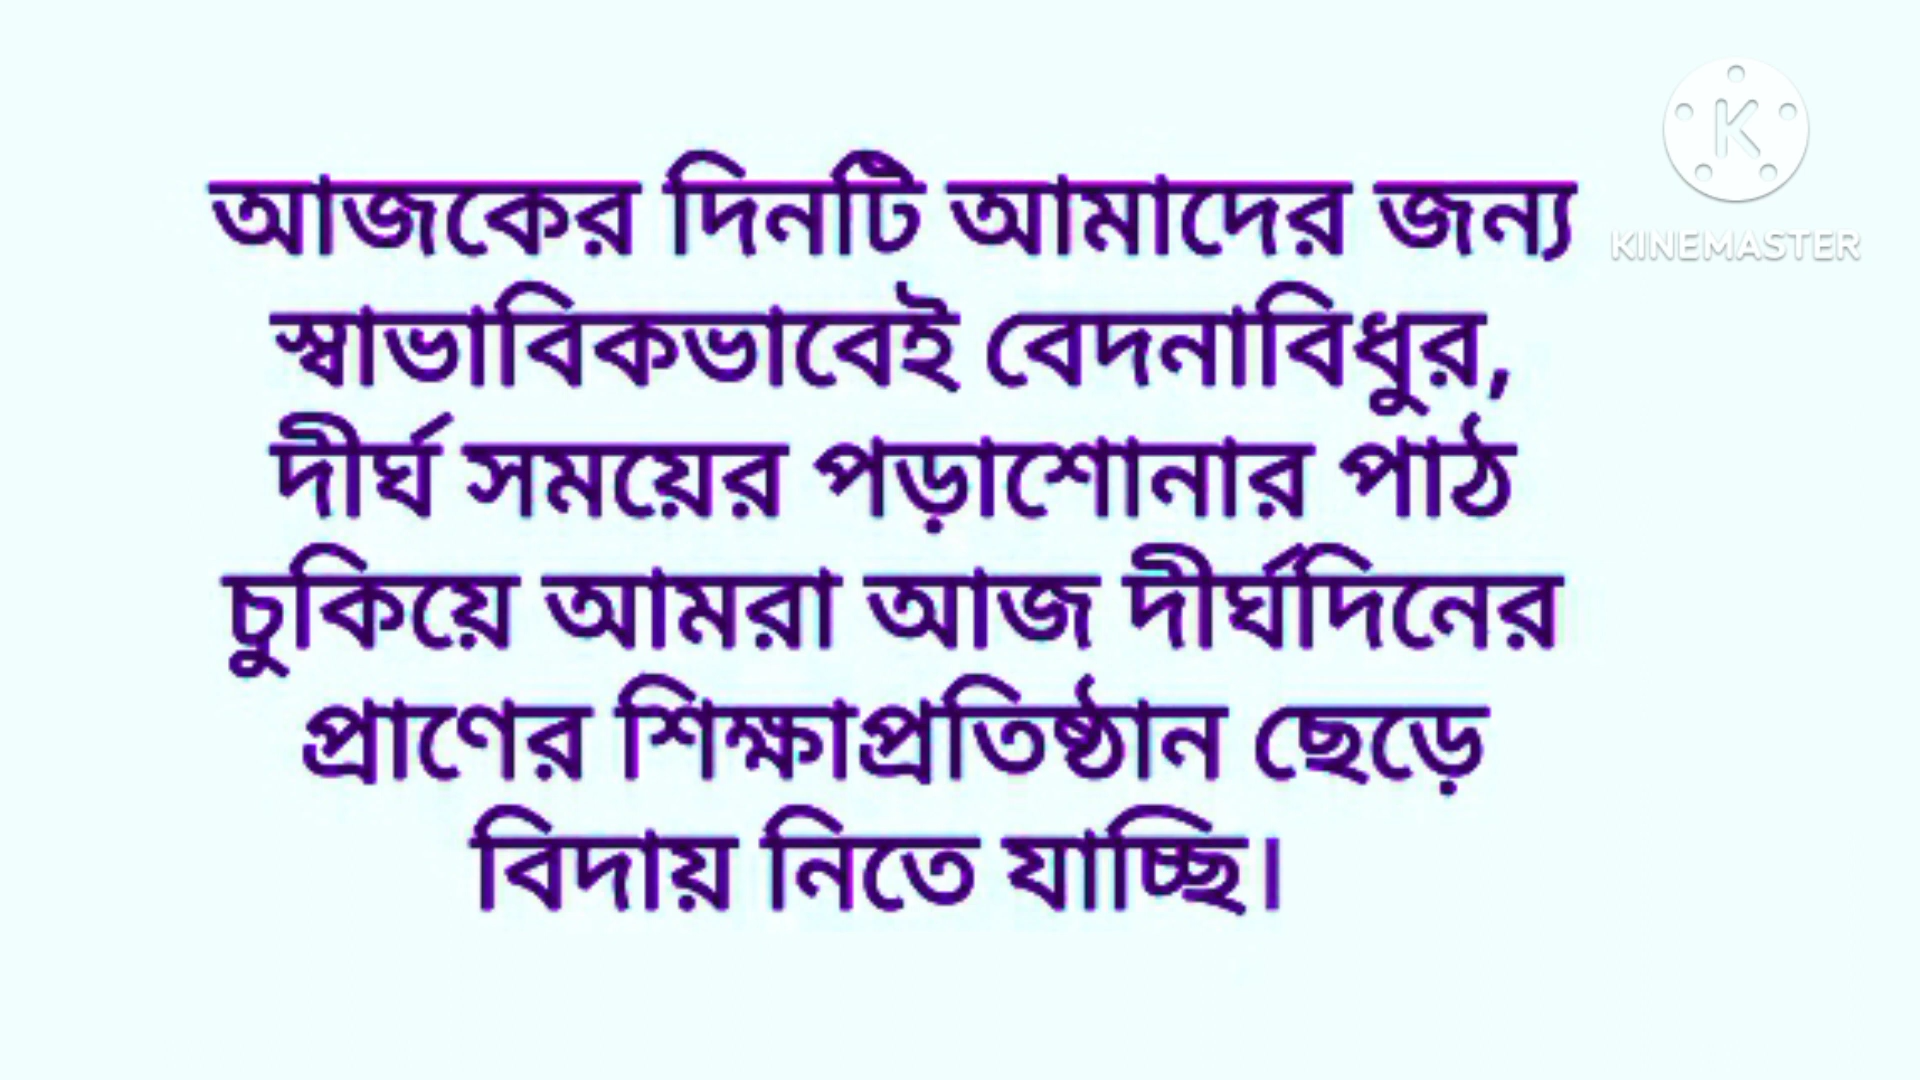 আজকের দিনটি আমাদের জন্য
স্বাভাবিকভাবেই বেদনাবিধুর,
দীর্ঘ সময়ের পড়াশোনার পাঠ
চুকিয়ে আমরা আজ দীর্ঘদিনের
প্রাণের শিক্ষাপ্রতিষ্ঠান ছেড়ে
বিদায় নিতে যাচ্ছি।
K
KINEMASTER